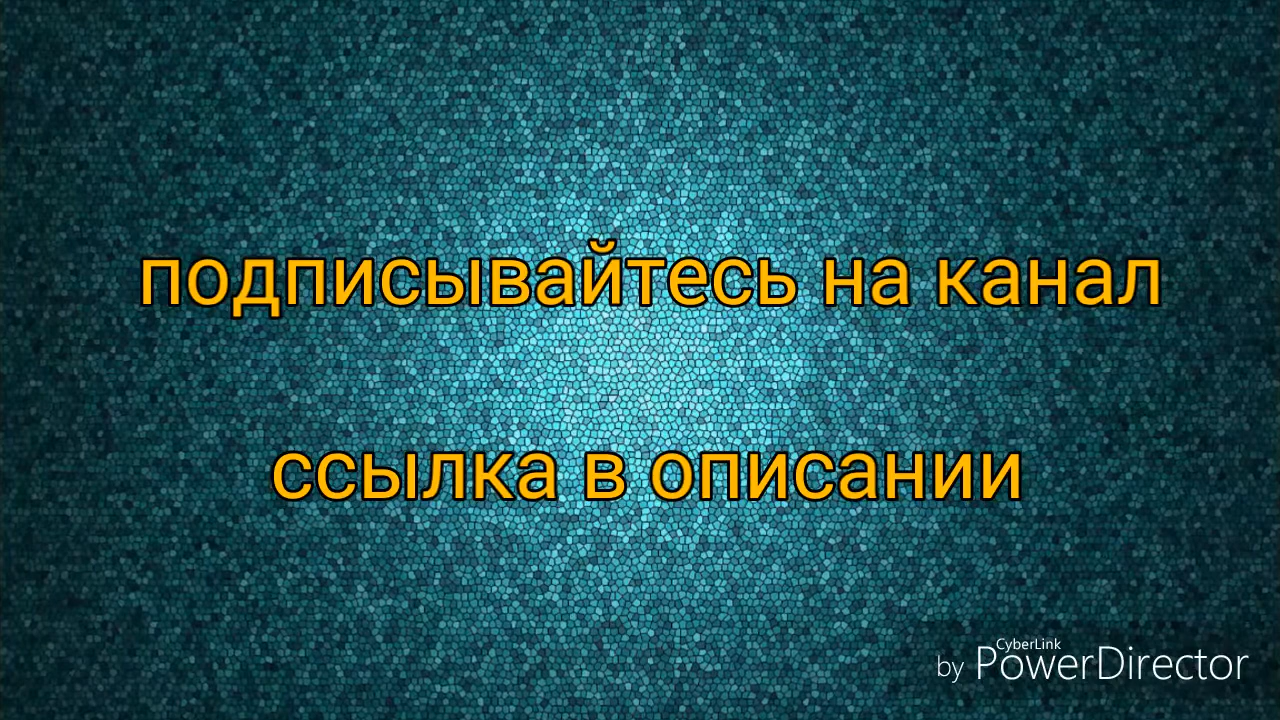 подписывайтесь на канал
ссылка в описании
CyberLink
by PowerDirector